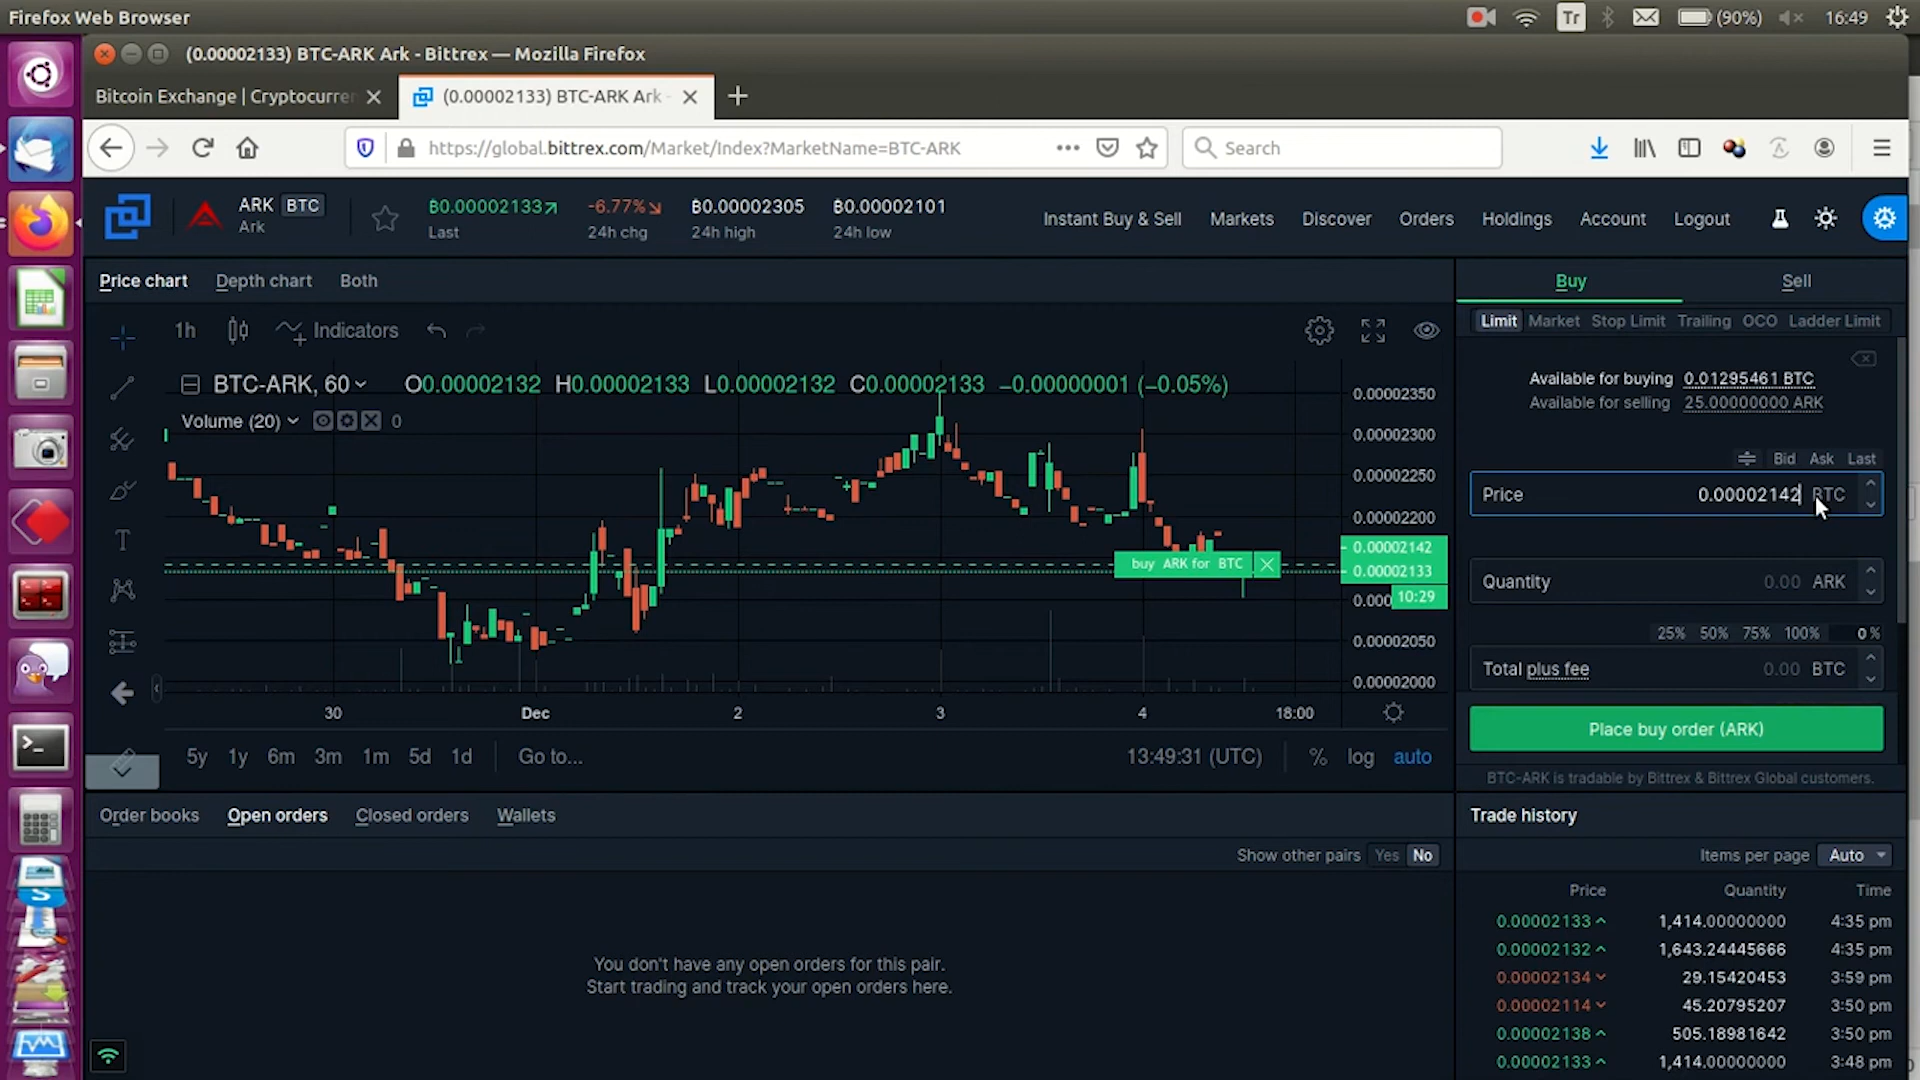 Firefox Web Browser
Tr
(90%)
16:49
(0.00002133) BTC-ARK Ark - Bittrex — Mozilla Firefox
Bitcoin Exchange | Cryptocurrer
(0.00002133) BTC-ARK Ark -
https://global.bittrex.com/Market/Index?MarketName=BTC-ARK
Search
ARK BTC
Ark
₿0.00002133
Last
-6.77%
24h chg
₿0.00002305
24h high
₿0.00002101
24h low
Instant Buy & Sell
Markets
Discover
Orders
Holdings
Account
Logout
Price chart
Depth chart
Both
Buy
Sell
1h
Indicators
Limit
Market
Stop Limit
Trailing
OCO
Ladder Limit
BTC-ARK, 60
O0.00002132 H0.00002133 L0.00002132 C0.00002133 −0.00000001 (−0.05%)
Volume (20)
0
Available for buying 0.01295461 BTC
Available for selling 25.00000000 ARK
Bid Ask Last
Price 0.00002142 BTC
Quantity 0.00 ARK
25% 50% 75% 100% 0 %
Total plus fee 0.00 BTC
Place buy order (ARK)
BTC-ARK is tradable by Bittrex & Bittrex Global customers.
0.00002350
0.00002300
0.00002250
0.00002200
0.00002142
0.00002133
10:29
0.000
0.00002050
0.00002000
buy ARK for BTC
30
Dec
2
3
4
18:00
5y 1y 6m 3m 1m 5d 1d
Go to...
13:49:31 (UTC)
% log auto
Order books
Open orders
Closed orders
Wallets
Show other pairs Yes No
You don't have any open orders for this pair.
Start trading and track your open orders here.
Trade history
Items per page Auto
Price Quantity Time
0.00002133 1,414.00000000 4:35 pm
0.00002132 1,643.24445666 4:35 pm
0.00002134 29.15420453 3:59 pm
0.00002114 45.20795207 3:50 pm
0.00002138 505.18981642 3:50 pm
0.00002133 1,414.00000000 3:48 pm